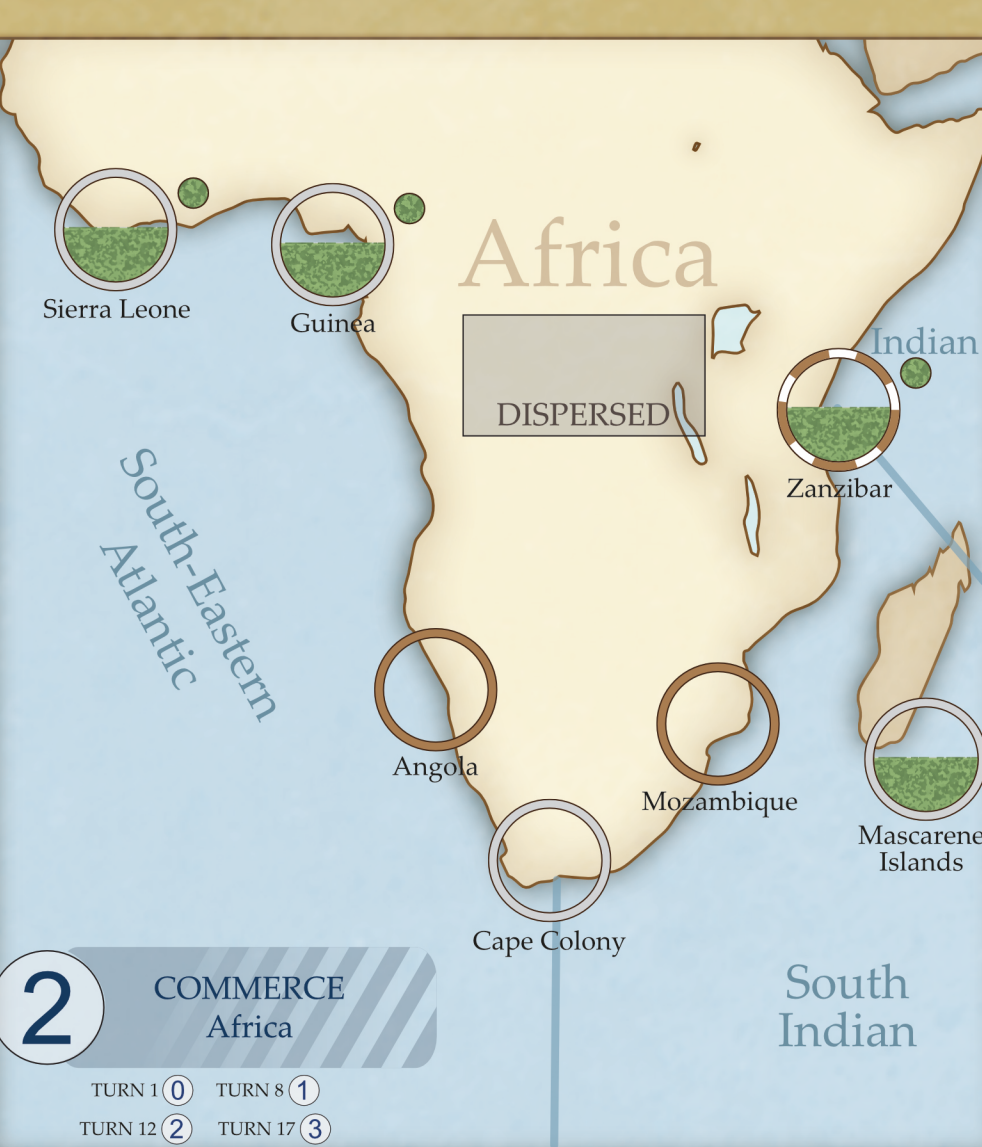 Africa
Sierra Leone
Guinea
DISPERSED
Indian
Zanzibar
South-Eastern
Atlantic
Angola
Mozambique
Mascarene
Islands
Cape Colony
South
Indian
2
COMMERCE
Africa
TURN 1 0 TURN 8 1
TURN 12 2 TURN 17 3